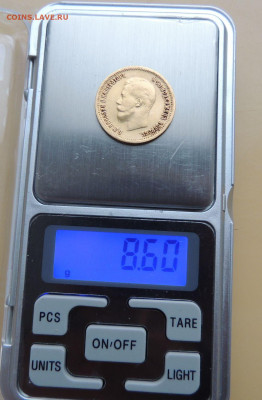 COINS.LAVE.RU
8.60
g
PCS
TARE
ON/OFF
UNITS
LIGHT